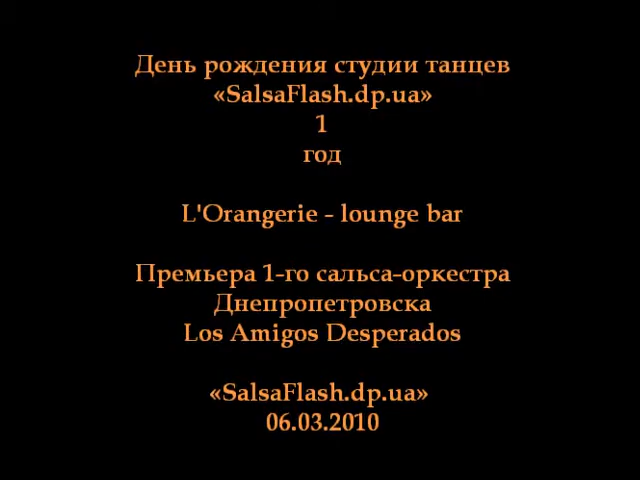 День рождения студии танцев
«SalsaFlash.dp.ua»
1
год
L'Orangerie - lounge bar
Премьера 1-го сальса-оркестра
Днепропетровска
Los Amigos Desperados
«SalsaFlash.dp.ua»
06.03.2010